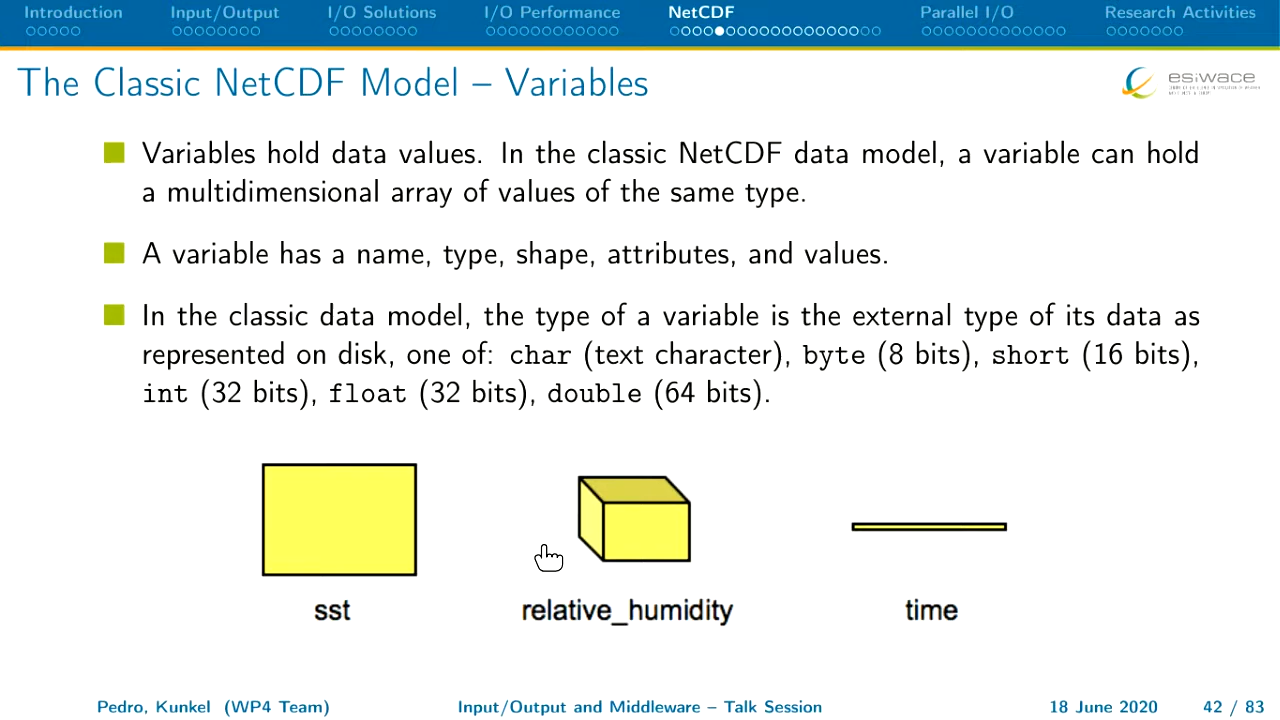 Introduction Input/Output I/O Solutions I/O Performance NetCDF Parallel I/O Research Activities
The Classic NetCDF Model – Variables
esiwace
Variables hold data values. In the classic NetCDF data model, a variable can hold
a multidimensional array of values of the same type.
A variable has a name, type, shape, attributes, and values.
In the classic data model, the type of a variable is the external type of its data as
represented on disk, one of: char (text character), byte (8 bits), short (16 bits),
int (32 bits), float (32 bits), double (64 bits).
sst relative_humidity time
Pedro, Kunkel (WP4 Team) Input/Output and Middleware – Talk Session 18 June 2020 42 / 83